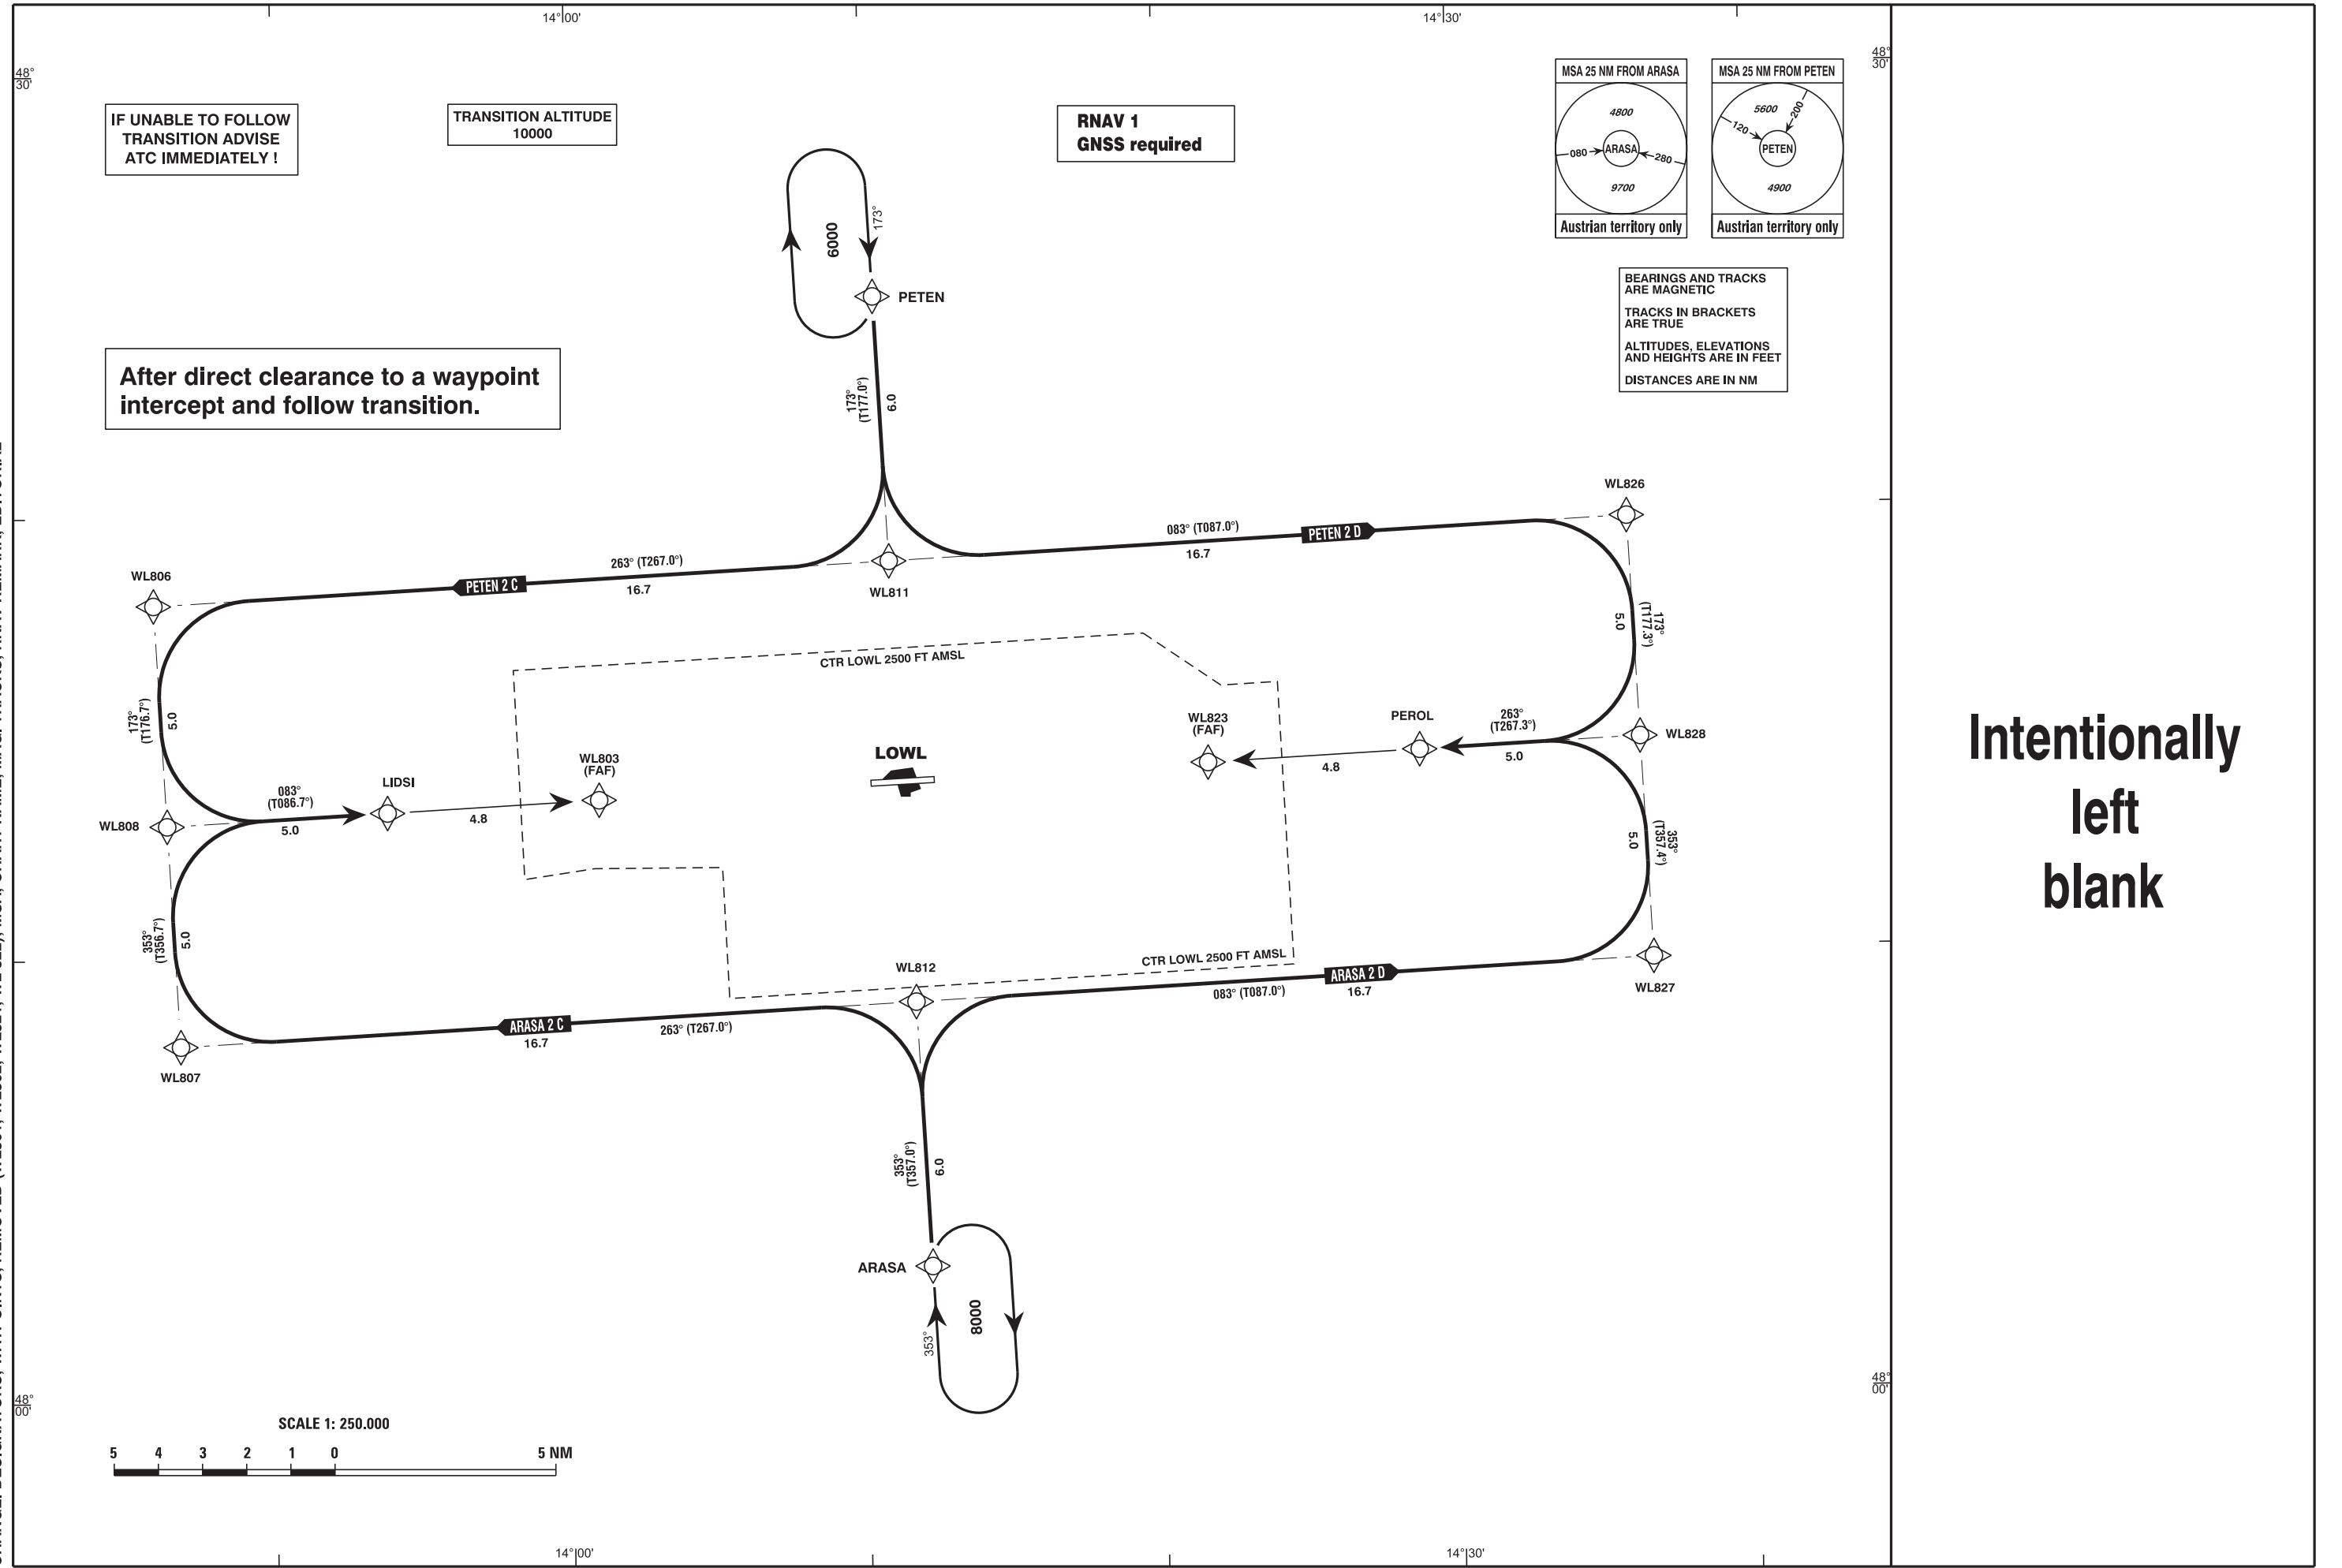 14°00'
14°30'
48°
30'
48°
30'
IF UNABLE TO FOLLOW
TRANSITION ADVISE
ATC IMMEDIATELY !
TRANSITION ALTITUDE
10000
RNAV 1
GNSS required
MSA 25 NM FROM ARASA
4800
080
ARASA
280
9700
Austrian territory only
MSA 25 NM FROM PETEN
5600
200
120
PETEN
4900
Austrian territory only
6000
173°
PETEN
BEARINGS AND TRACKS
ARE MAGNETIC
TRACKS IN BRACKETS
ARE TRUE
ALTITUDES, ELEVATIONS
AND HEIGHTS ARE IN FEET
DISTANCES ARE IN NM
After direct clearance to a waypoint
intercept and follow transition.
173°
(T177.0°)
6.0
WL826
083° (T087.0°)
PETEN 2 D
16.7
263° (T267.0°)
PETEN 2 C
16.7
WL806
WL811
5.0
173°
(T177.3°)
CTR LOWL 2500 FT AMSL
173°
(T176.7°)
5.0
WL823
(FAF)
PEROL
263°
(T267.3°)
WL828
4.8
5.0
LOWL
WL803
(FAF)
LIDSI
083°
(T086.7°)
WL808
5.0
4.8
5.0
353°
(T357.4°)
353°
(T356.7°)
5.0
CTR LOWL 2500 FT AMSL
WL812
ARASA 2 D
083° (T087.0°)
16.7
WL827
ARASA 2 C
263° (T267.0°)
16.7
WL807
353°
(T357.0°)
6.0
ARASA
8000
353°
48°
00'
48°
00'
SCALE 1: 250.000
5 4 3 2 1 0 5 NM
14°00'
14°30'
Intentionally
left
blank